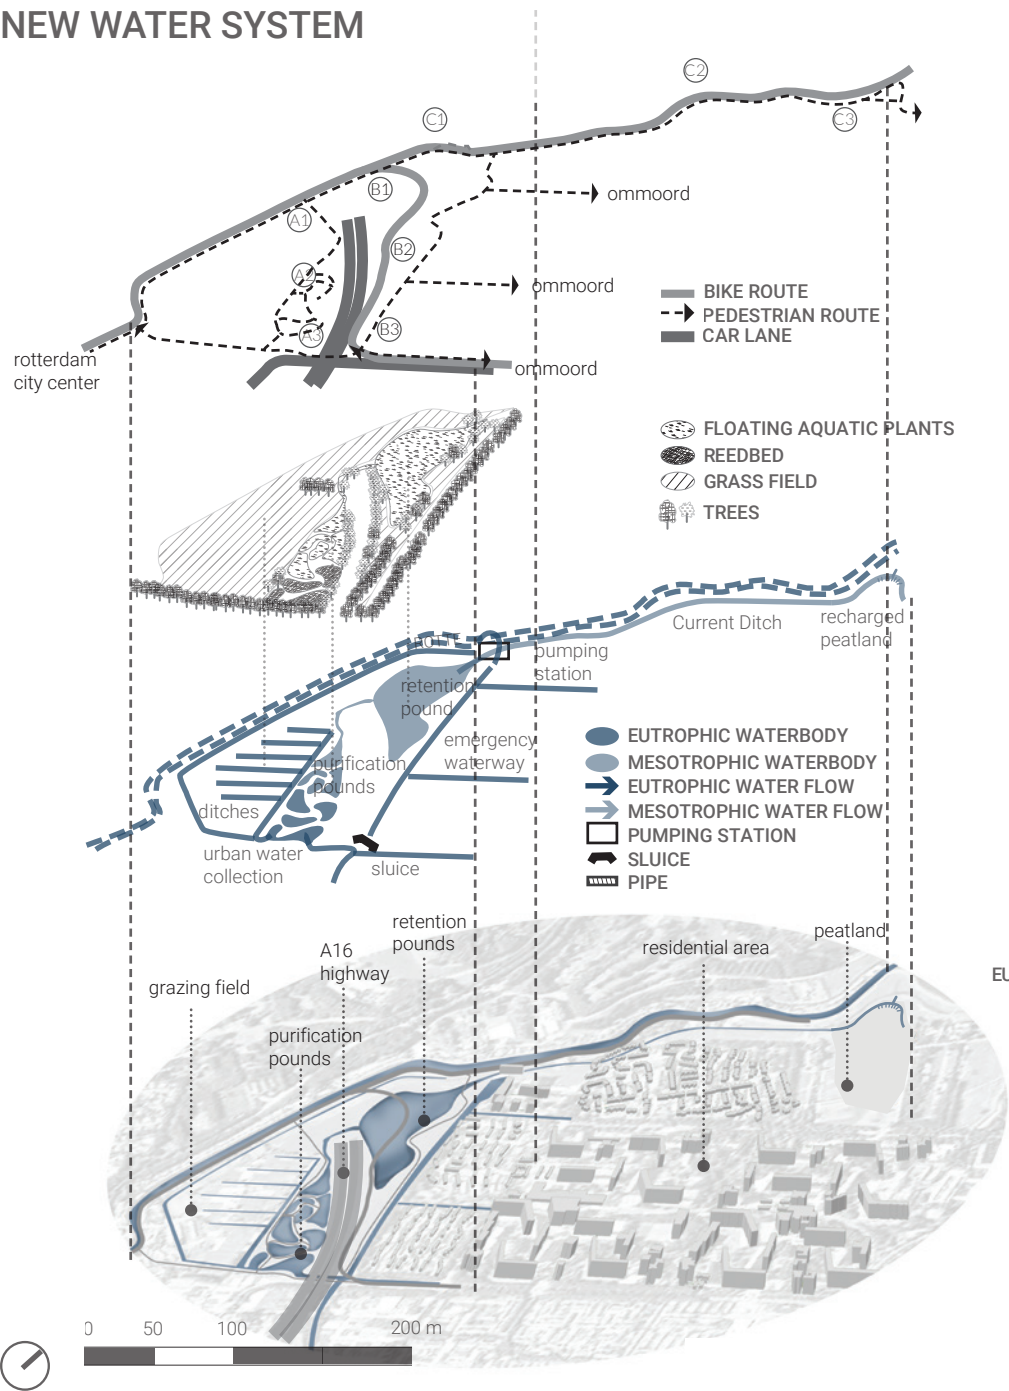 NEW WATER SYSTEM
C2
C1
C3
B1
ommoord
A1
B2
A2
ommoord
BIKE ROUTE
PEDESTRIAN ROUTE
CAR LANE
B3
A3
rotterdam
city center
ommoord
FLOATING AQUATIC PLANTS
REEDBED
GRASS FIELD
TREES
Current Ditch
recharged
peatland
ROTTE
pumping
station
retention
pound
emergency
waterway
purification
pounds
ditches
urban water
collection
sluice
EUTROPHIC WATERBODY
MESOTROPHIC WATERBODY
EUTROPHIC WATER FLOW
MESOTROPHIC WATER FLOW
PUMPING STATION
SLUICE
PIPE
retention
pounds
A16
highway
residential area
peatland
grazing field
purification
pounds
EU
0 50 100 200 m